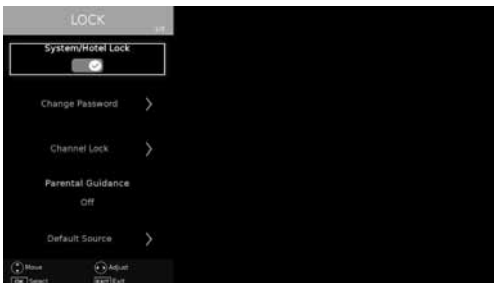 LOCK
System/Hotel Lock
Change Password
Channel Lock
Parental Guidance
Off
Default Source
Move Adjust
Select Exit